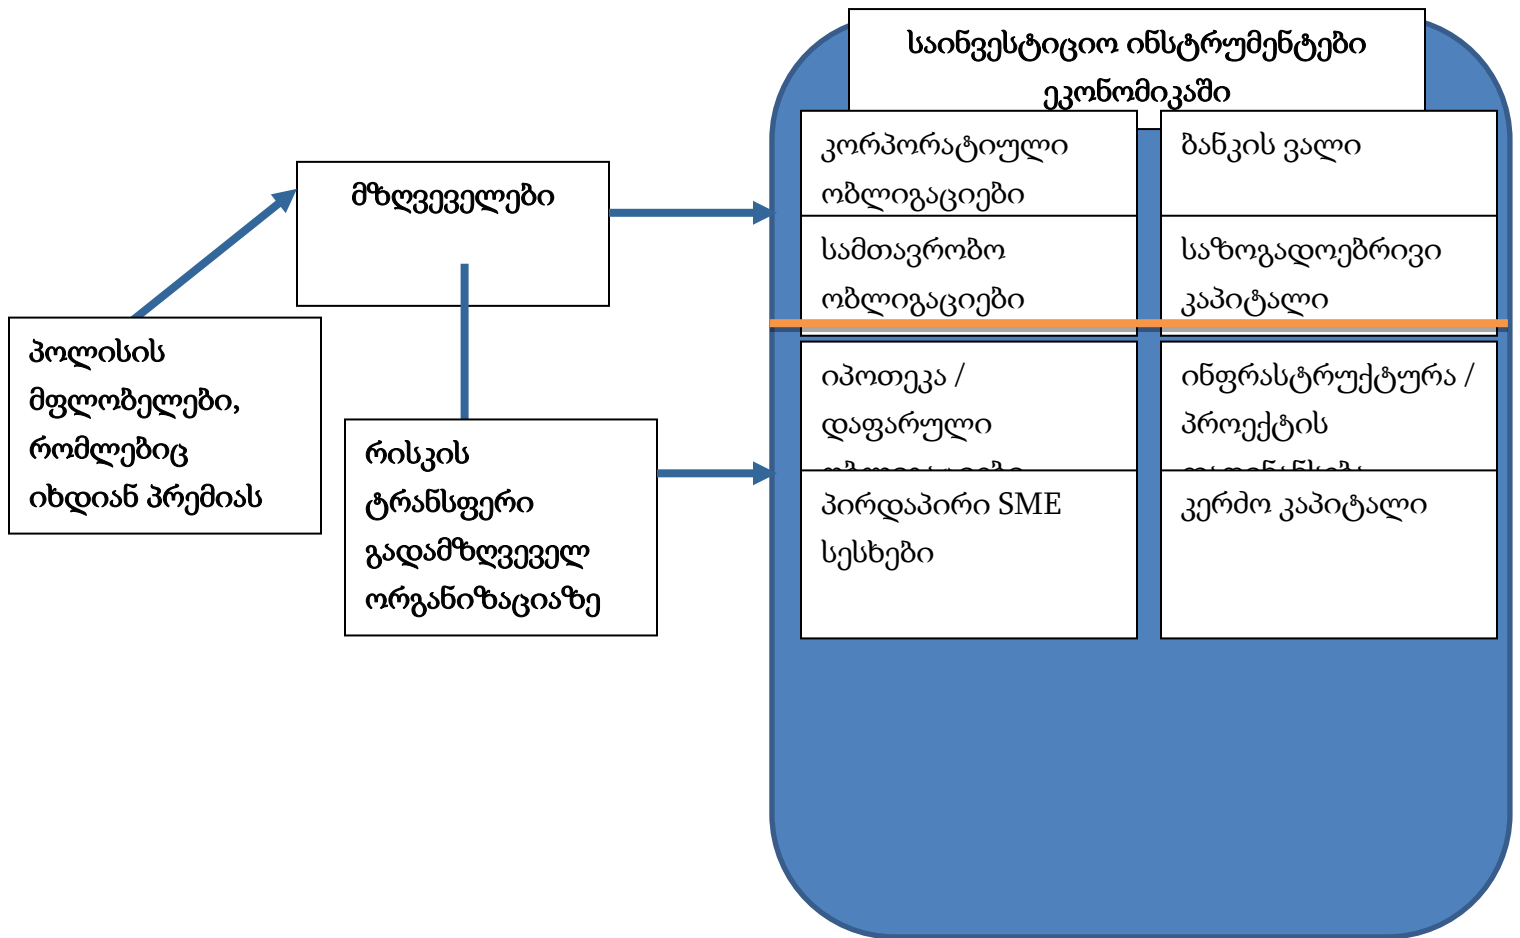 საინვესტიციო ინსტრუმენტები
ეკონომიკაში
კორპორატიული
ობლიგაციები
ბანკის ვალი
მზღვეველები
სამთავრობო
ობლიგაციები
საზოგადოებრივი
კაპიტალი
პოლისის
მფლობელები,
რომლებიც
იხდიან პრემიას
იპოთეკა /
დაფარული
ინფრასტრუქტურა /
პროექტის
რისკის
ტრანსფერი
გადამზღვეველ
ორგანიზაციაზე
პირდაპირი SME
სესხები
კერძო კაპიტალი